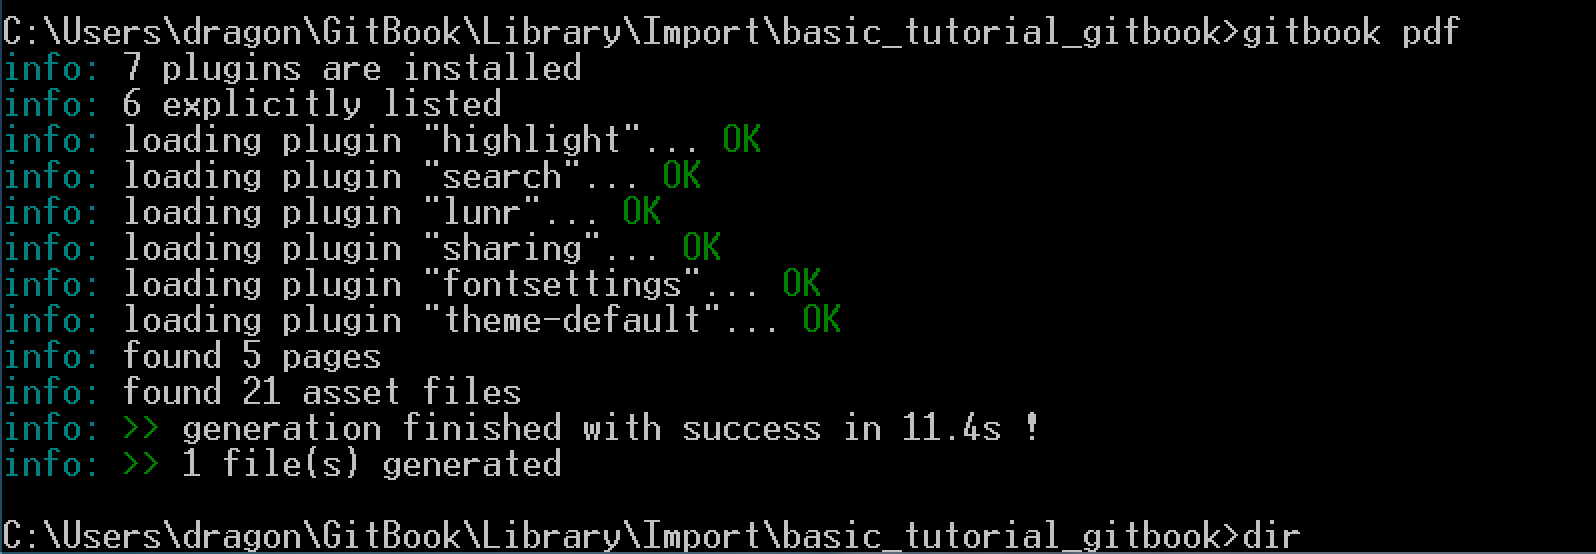 C:\Users\dragon\GitBook\Library\Import\basic_tutorial_gitbook>gitbook pdf
info: 7 plugins are installed
info: 6 explicitly listed
info: loading plugin "highlight"... OK
info: loading plugin "search"... OK
info: loading plugin "lunr"... OK
info: loading plugin "sharing"... OK
info: loading plugin "fontsettings"... OK
info: loading plugin "theme-default"... OK
info: found 5 pages
info: found 21 asset files
info: >> generation finished with success in 11.4s !
info: >> 1 file(s) generated
C:\Users\dragon\GitBook\Library\Import\basic_tutorial_gitbook>dir